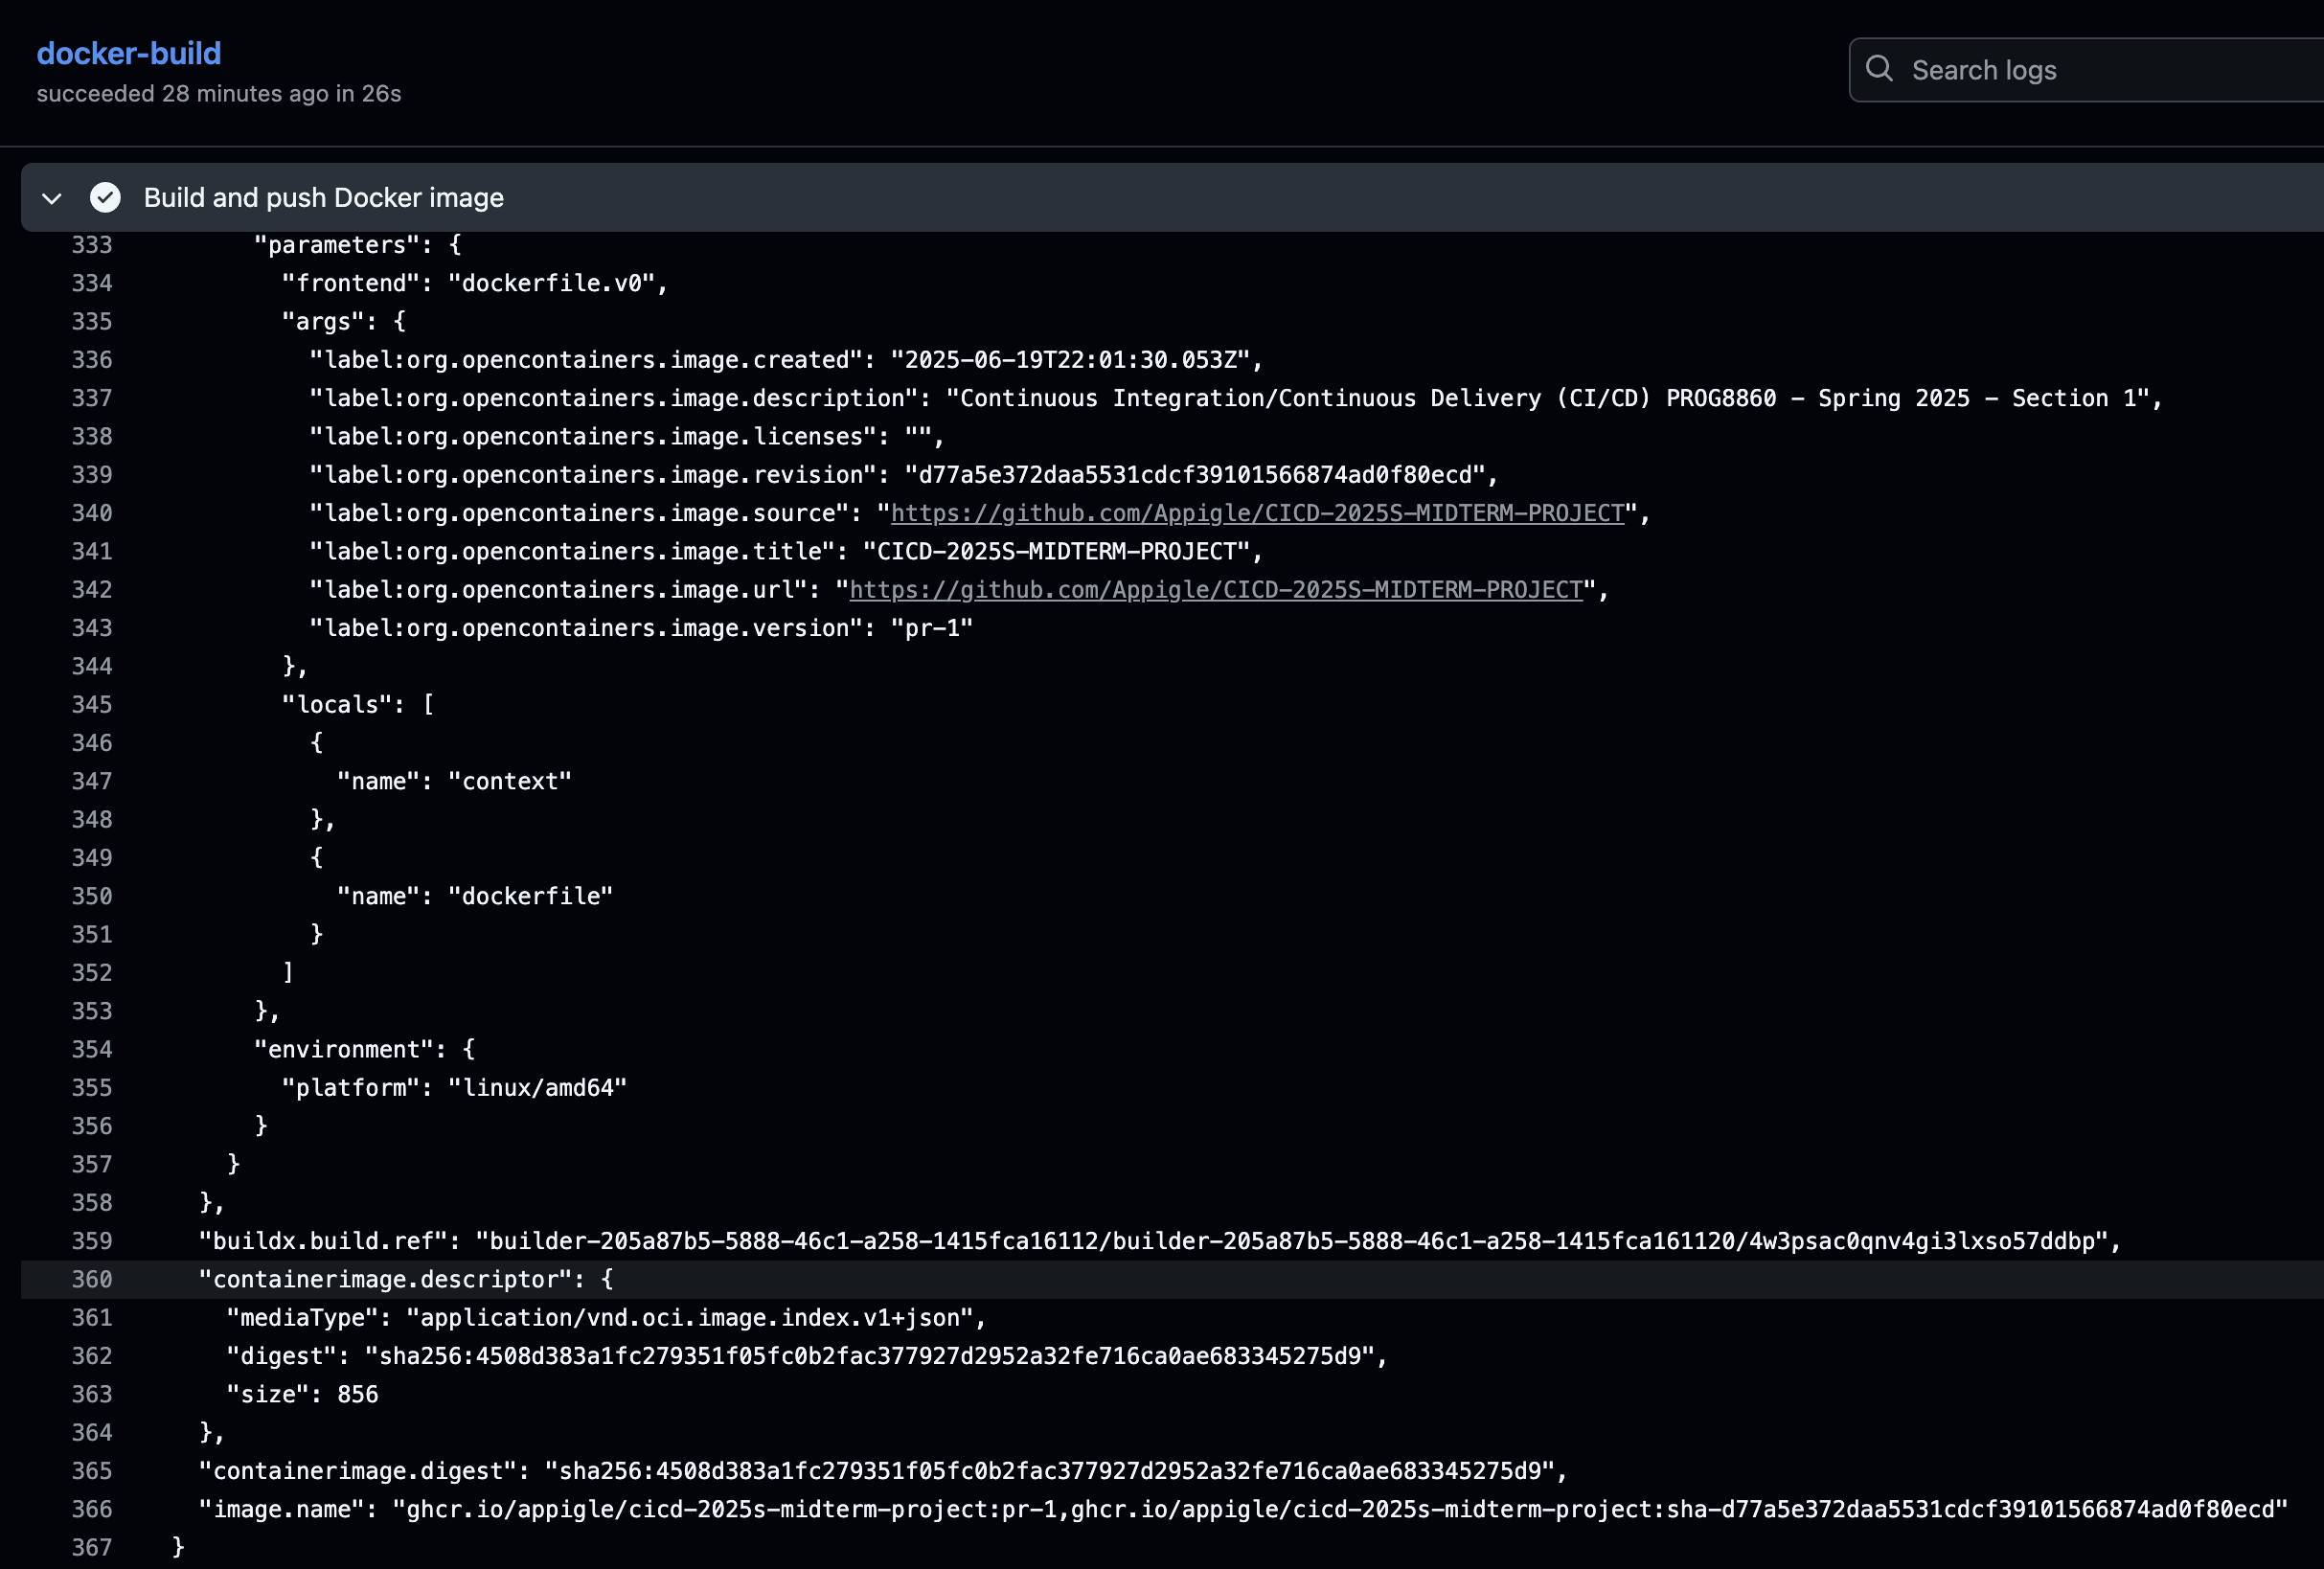 docker-build
succeeded 28 minutes ago in 26s
Search logs
Build and push Docker image
333 "parameters": {
334 "frontend": "dockerfile.v0",
335 "args": {
336 "label:org.opencontainers.image.created": "2025-06-19T22:01:30.053Z",
337 "label:org.opencontainers.image.description": "Continuous Integration/Continuous Delivery (CI/CD) PROG8860 - Spring 2025 - Section 1",
338 "label:org.opencontainers.image.licenses": "",
339 "label:org.opencontainers.image.revision": "d77a5e372daa5531cdcf39101566874ad0f80ecd",
340 "label:org.opencontainers.image.source": "https://github.com/Appigle/CICD-2025S-MIDTERM-PROJECT",
341 "label:org.opencontainers.image.title": "CICD-2025S-MIDTERM-PROJECT",
342 "label:org.opencontainers.image.url": "https://github.com/Appigle/CICD-2025S-MIDTERM-PROJECT",
343 "label:org.opencontainers.image.version": "pr-1"
344 },
345 "locals": [
346 {
347 "name": "context"
348 },
349 {
350 "name": "dockerfile"
351 }
352 ]
353 },
354 "environment": {
355 "platform": "linux/amd64"
356 }
357 }
358 },
359 "buildx.build.ref": "builder-205a87b5-5888-46c1-a258-1415fca16112/builder-205a87b5-5888-46c1-a258-1415fca161120/4w3psac0qnv4gi3lxso57ddbp",
360 "containerimage.descriptor": {
361 "mediaType": "application/vnd.oci.image.index.v1+json",
362 "digest": "sha256:4508d383a1fc279351f05fc0b2fac377927d2952a32fe716ca0ae683345275d9",
363 "size": 856
364 },
365 "containerimage.digest": "sha256:4508d383a1fc279351f05fc0b2fac377927d2952a32fe716ca0ae683345275d9",
366 "image.name": "ghcr.io/appigle/cicd-2025s-midterm-project:pr-1,ghcr.io/appigle/cicd-2025s-midterm-project:sha-d77a5e372daa5531cdcf39101566874ad0f80ecd"
367 }